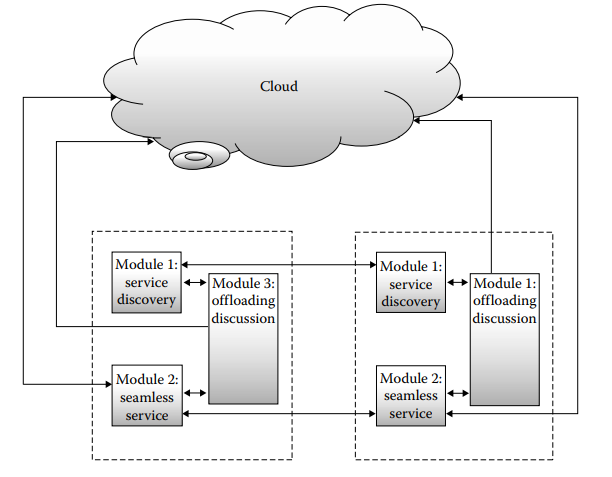 Cloud
Module 1:
service
discovery
Module 3:
offloading
discussion
Module 2:
seamless
service
Module 1:
service
discovery
Module 1:
offloading
discussion
Module 2:
seamless
service